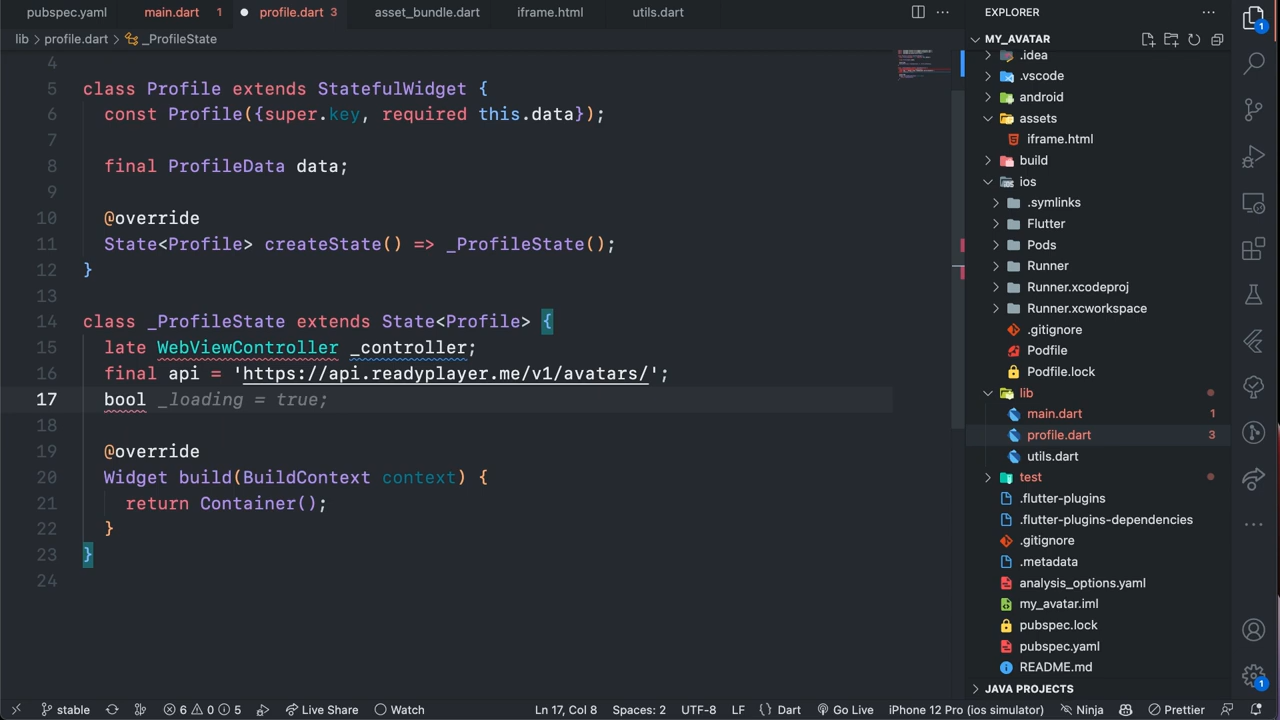 pubspec.yaml
main.dart 1
profile.dart 3
asset_bundle.dart
iframe.html
utils.dart
lib > profile.dart > _ProfileState
4
5 class Profile extends StatefulWidget {
6 const Profile({super.key, required this.data});
7
8 final ProfileData data;
9
10 @override
11 State<Profile> createState() => _ProfileState();
12 }
13
14 class _ProfileState extends State<Profile> {
15 late WebViewController _controller;
16 final api = 'https://api.readyplayer.me/v1/avatars/';
17 bool _loading = true;
18
19 @override
20 Widget build(BuildContext context) {
21 return Container();
22 }
23 }
24
EXPLORER
MY_AVATAR
.idea
.vscode
android
assets
iframe.html
build
ios
.symlinks
Flutter
Pods
Runner
Runner.xcodeproj
Runner.xcworkspace
.gitignore
Podfile
Podfile.lock
lib
main.dart 1
profile.dart 3
utils.dart
test
.flutter-plugins
.flutter-plugins-dependencies
.gitignore
.metadata
analysis_options.yaml
my_avatar.iml
pubspec.lock
pubspec.yaml
README.md
JAVA PROJECTS
1
1
stable
6 0 5
Live Share
Watch
Ln 17, Col 8
Spaces: 2
UTF-8
LF
{} Dart
Go Live
iPhone 12 Pro (ios simulator)
Ninja
Prettier